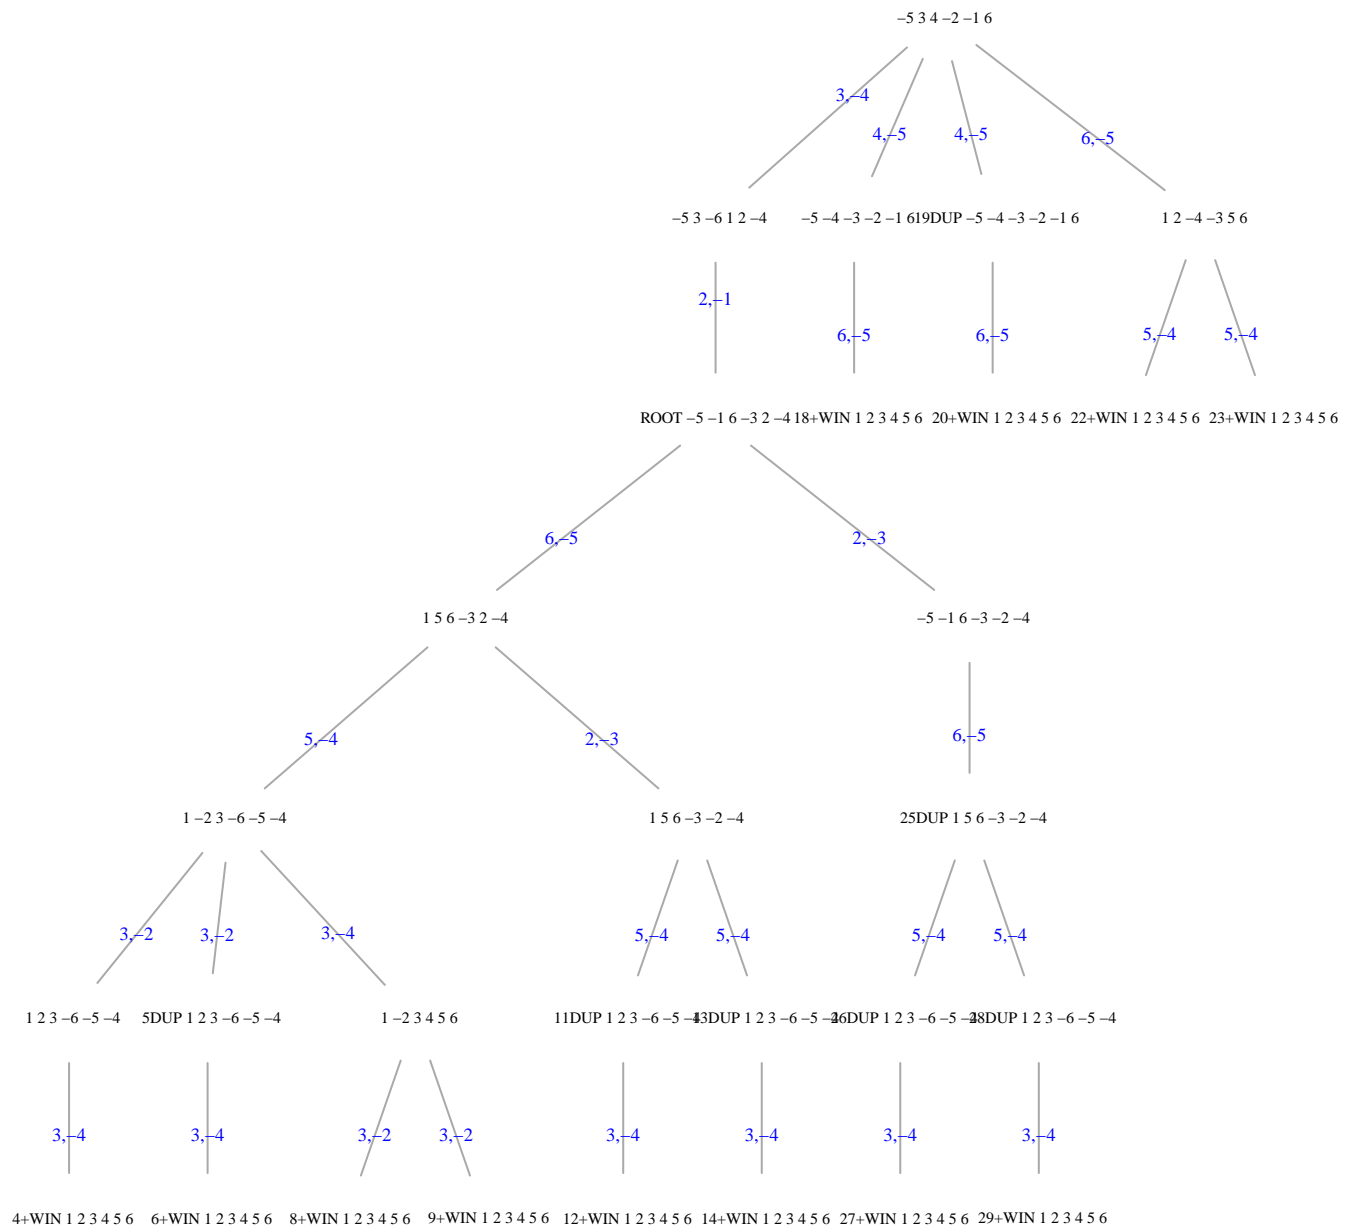 −5 3 4 −2 −1 6
3,−4
4,−5
4,−5
6,−5
−5 3 −6 1 2 −4
−5 −4 −3 −2 −1 6
19DUP −5 −4 −3 −2 −1 6
1 2 −4 −3 5 6
2,−1
6,−5
6,−5
5,−4
5,−4
ROOT −5 −1 6 −3 2 −4
18+WIN 1 2 3 4 5 6
20+WIN 1 2 3 4 5 6
22+WIN 1 2 3 4 5 6
23+WIN 1 2 3 4 5 6
6,−5
2,−3
1 5 6 −3 2 −4
−5 −1 6 −3 −2 −4
5,−4
2,−3
6,−5
1 −2 3 −6 −5 −4
1 5 6 −3 −2 −4
25DUP 1 5 6 −3 −2 −4
3,−2
3,−2
3,−4
5,−4
5,−4
5,−4
5,−4
1 2 3 −6 −5 −4
5DUP 1 2 3 −6 −5 −4
1 −2 3 4 5 6
11DUP 1 2 3 −6 −5 −4
13DUP 1 2 3 −6 −5 −4
26DUP 1 2 3 −6 −5 −4
28DUP 1 2 3 −6 −5 −4
3,−4
3,−4
3,−2
3,−2
3,−4
3,−4
3,−4
3,−4
4+WIN 1 2 3 4 5 6
6+WIN 1 2 3 4 5 6
8+WIN 1 2 3 4 5 6
9+WIN 1 2 3 4 5 6
12+WIN 1 2 3 4 5 6
14+WIN 1 2 3 4 5 6
27+WIN 1 2 3 4 5 6
29+WIN 1 2 3 4 5 6